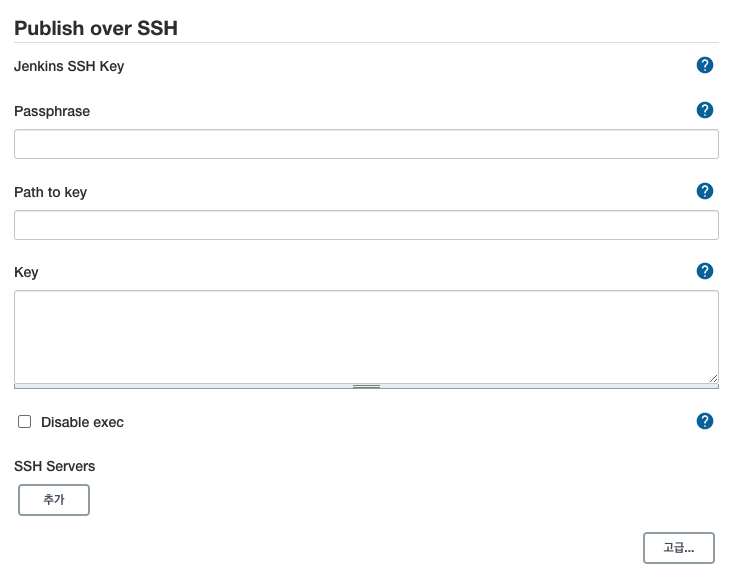 Publish over SSH
Jenkins SSH Key
Passphrase
Path to key
Key
Disable exec
SSH Servers
추가
고급...